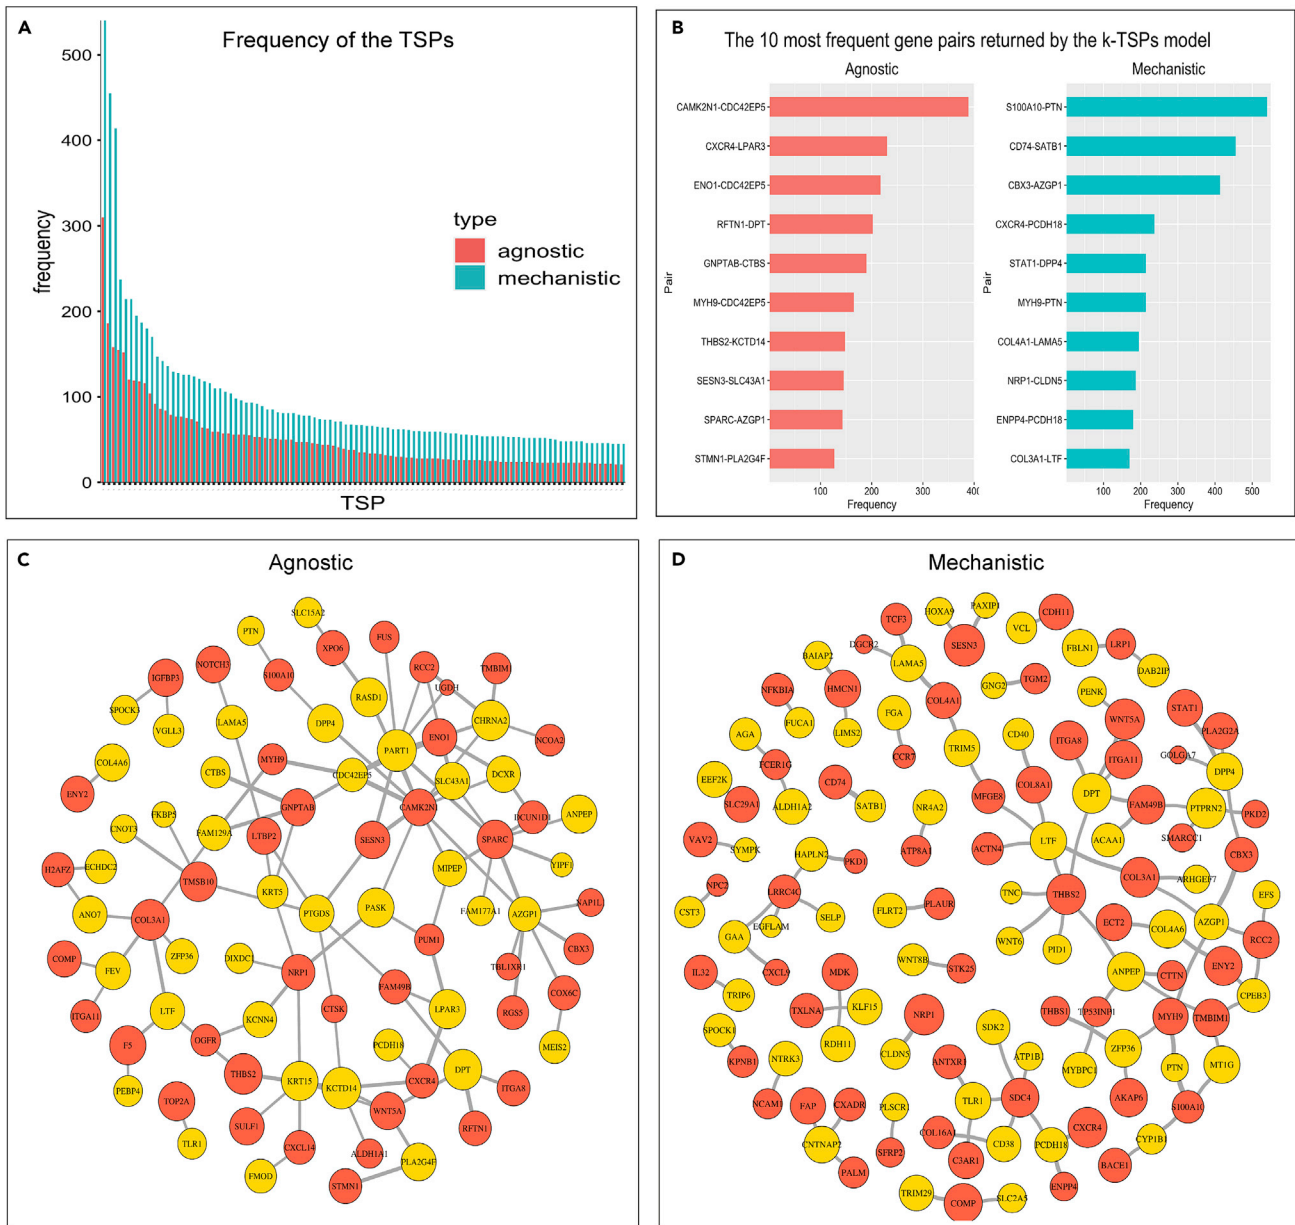 A
Frequency of the TSPs
500
400
300
200
100
0
frequency
type
agnostic
mechanistic
TSP
B
The 10 most frequent gene pairs returned by the k-TSPs model
Agnostic
Pair
CAMK2N1-CDC42EP5
CXCR4-LPAR3
ENO1-CDC42EP5
RFTN1-DPT
GNPTAB-CTBS
MYH9-CDC42EP5
THBS2-KCTD14
SESN3-SLC43A1
SPARC-AZGP1
STMN1-PLA2G4F
100 200 300 400
Frequency
Mechanistic
Pair
S100A10-PTN
CD74-SATB1
CBX3-AZGP1
CXCR4-PCDH18
STAT1-DPP4
MYH9-PTN
COL4A1-LAMA5
NRP1-CLDN5
ENPP4-PCDH18
COL3A1-LTF
100 200 300 400 500
Frequency
C
Agnostic
SLC15A2
PTN
FUS
XPO6
NOTCH3
IGFBP3
S100A10
RCC2
TMBIM1
UGDH
SPOCK3
VGLL3
LAMA5
DPP4
RASD1
CHRNA2
ENO1
NCOA2
PART1
COL4A6
CTBS
MYH9
CDC42EP5
SLC43A1
DCXR
ENY2
GNPTAB
CAMK2N1
FKBP5
CNOT3
FAM129A
LTBP2
SESN3
DCUN1D1
ANPEP
SPARC
YIPF1
H2AFZ
ECHDC2
MIPEP
TMSB10
KRT5
ANO7
COL3A1
PTGDS
PASK
FAM177A1
AZGP1
NAP1L
PUM1
COMP
FEV
ZFP36
DIXDC1
NRP1
TBL1XR1
CBX3
ITGA11
LTF
KCNN4
CTSK
FAM49B
LPAR3
RGS5
COX6C
F5
OGFR
PCDH18
MEIS2
PEBP4
THBS2
KRT15
KCTD14
CXCR4
DPT
ITGA8
TOP2A
WNT5A
RFTN1
TLR1
SULF1
CXCL14
ALDH1A1
PLA2G4F
FMOD
STMN1
D
Mechanistic
HOXA9
PAXIP1
TCF3
CDH11
VCL
DGCR2
SESN3
FBLN1
LRP1
BAIAP2
LAMA5
DAB2IP
NFKBIA
HMCN1
COL4A1
GNG2
TGM2
PENK
FUCA1
LIMS2
FGA
WNT5A
STAT1
PLA2G2A
AGA
CD40
ITGA8
TRIM5
FCER1G
CCR7
ITGA11
GOLGA7
EEF2K
DPP4
CD74
COL8A1
DPT
SLC29A1
ALDH1A2
SATB1
NR4A2
MFGE8
FAM49B
PTPRN2
PKD2
VAV2
SYMPK
ACTN4
LTF
ACAA1
SMARCC1
HAPLN2
PKD1
ATP8A1
CBX3
NPC2
LRRC4C
COL3A1
ARHGEF7
CST3
TNC
THBS2
EFS
FLRT2
PLAUR
SELP
EGFLAM
ECT2
COL4A6
AZGP1
GAA
WNT6
PID1
RCC2
WNT8B
STK25
ANPEP
CTTN
ENY2
IL32
CXCL9
MDK
CPEB3
TRIP6
TXLNA
KLF15
NRP1
THBS1
TP53INP1
MYH9
TMBIM1
SDK2
SPOCK1
RDH11
CLDN5
ATP1B1
ZFP36
KPNB1
NTRK3
ANTXR1
MYBPC1
PTN
MT1G
NCAM1
FAP
CXADR
PLSCR1
TLR1
SDC4
AKAP6
S100A10
COL16A1
CXCR4
CNTNAP2
CD38
PCDH18
CYP1B1
SFRP2
C3AR1
BACE1
PALM
ENPP4
TRIM29
COMP
SLC2A5